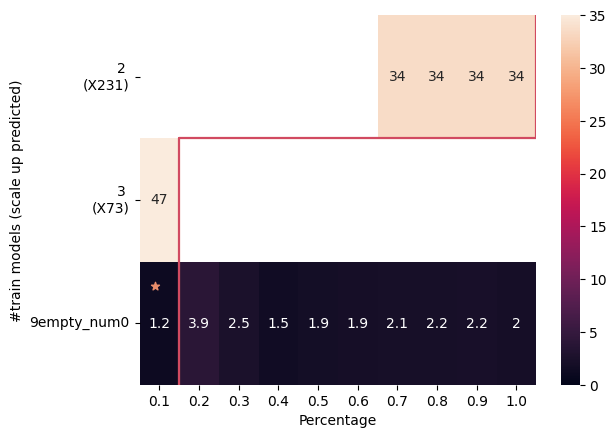 #train models (scale up predicted)
2
(X231)
34 34 34 34
3
(X73)
47
9empty_num0
1.2 3.9 2.5 1.5 1.9 1.9 2.1 2.2 2.2 2
0.1 0.2 0.3 0.4 0.5 0.6 0.7 0.8 0.9 1.0
Percentage
35
30
25
20
15
10
5
0